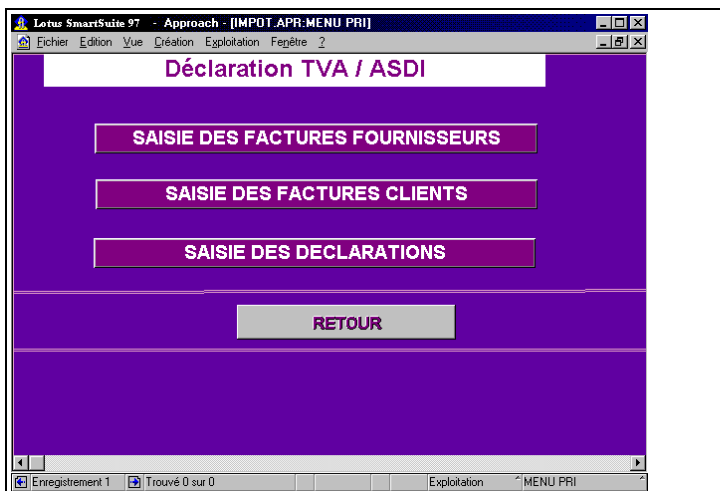 Lotus SmartSuite 97 - Approach - [IMPOT.APR:MENU PRI]
Fichier Edition Vue Création Exploitation Fenêtre ?
Déclaration TVA / ASDI
SAISIE DES FACTURES FOURNISSEURS
SAISIE DES FACTURES CLIENTS
SAISIE DES DECLARATIONS
RETOUR
Enregistrement 1 Trouvé 0 sur 0 Exploitation MENU PRI